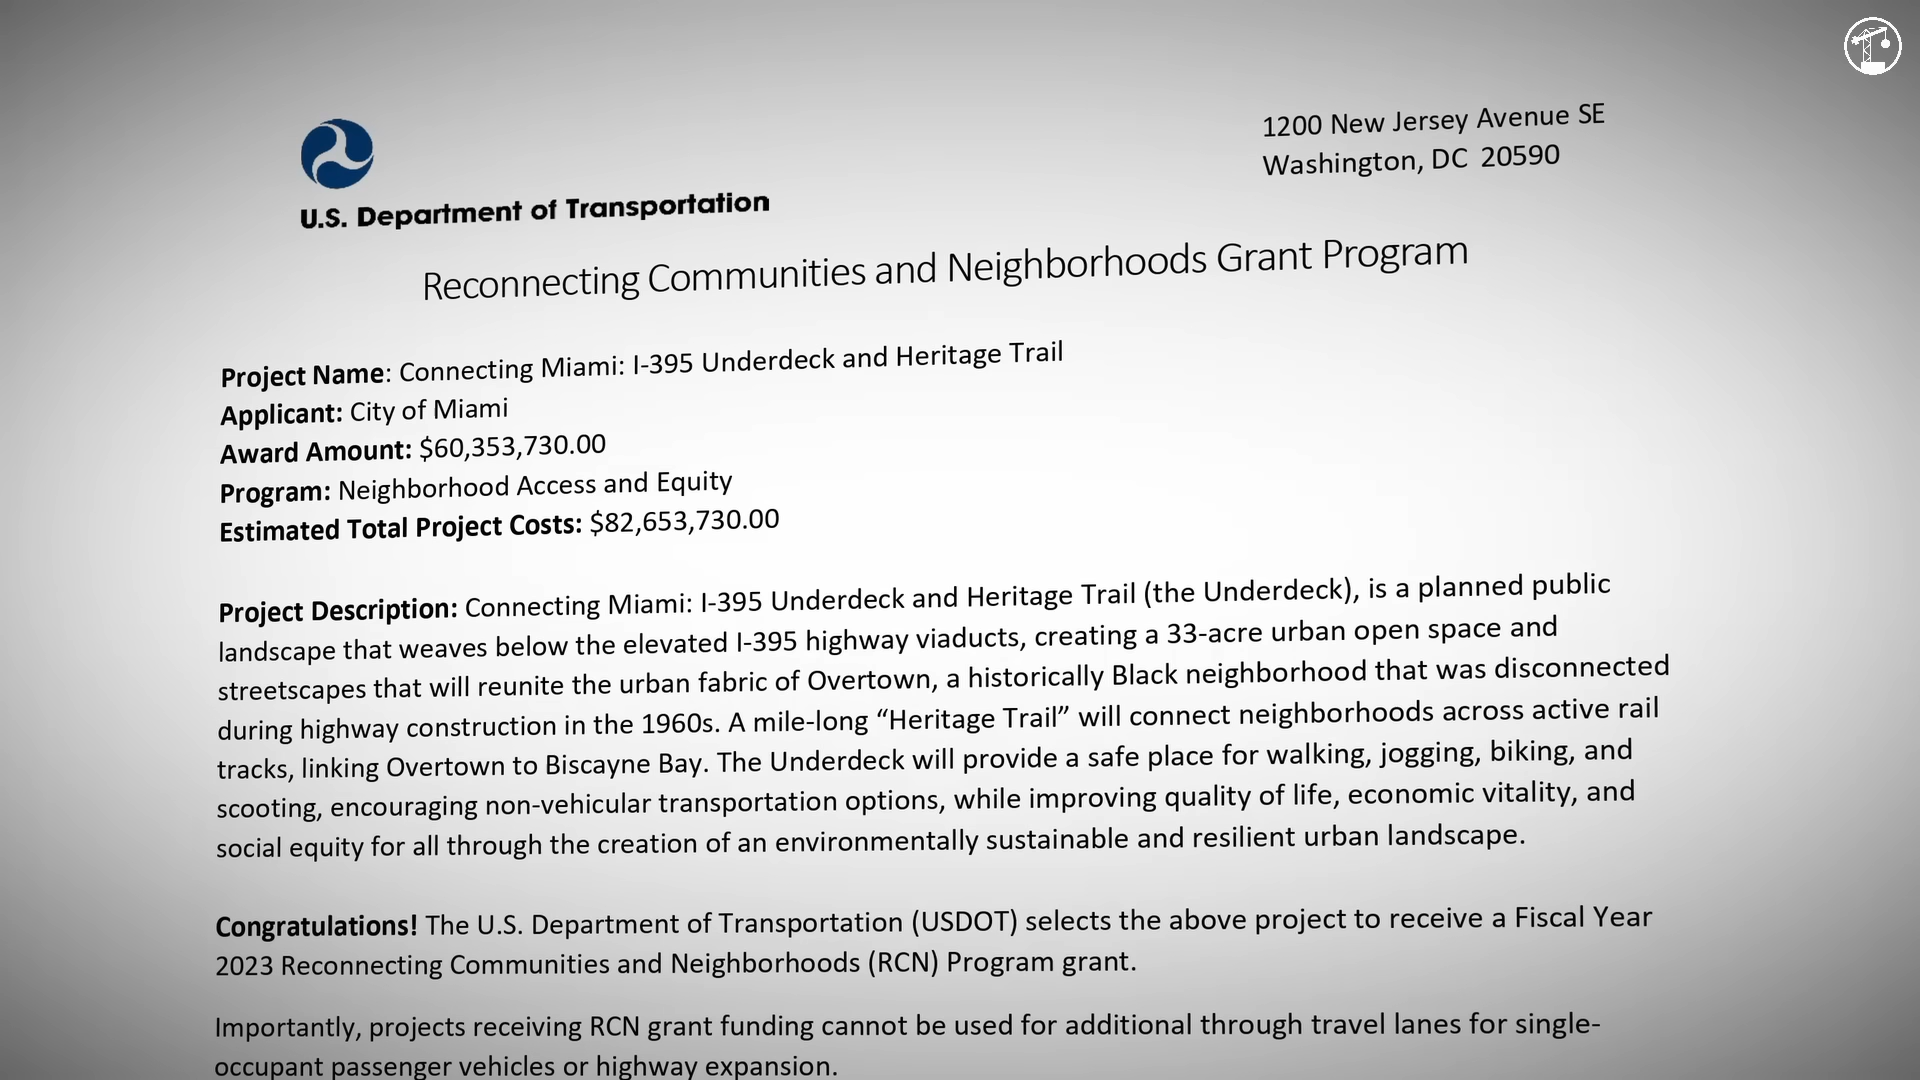 1200 New Jersey Avenue SE
Washington, DC 20590
U.S. Department of Transportation
Reconnecting Communities and Neighborhoods Grant Program
Project Name: Connecting Miami: I-395 Underdeck and Heritage Trail
Applicant: City of Miami
Award Amount: $60,353,730.00
Program: Neighborhood Access and Equity
Estimated Total Project Costs: $82,653,730.00
Project Description: Connecting Miami: I-395 Underdeck and Heritage Trail (the Underdeck), is a planned public
landscape that weaves below the elevated I-395 highway viaducts, creating a 33-acre urban open space and
streetscapes that will reunite the urban fabric of Overtown, a historically Black neighborhood that was disconnected
during highway construction in the 1960s. A mile-long “Heritage Trail” will connect neighborhoods across active rail
tracks, linking Overtown to Biscayne Bay. The Underdeck will provide a safe place for walking, jogging, biking, and
scooting, encouraging non-vehicular transportation options, while improving quality of life, economic vitality, and
social equity for all through the creation of an environmentally sustainable and resilient urban landscape.
Congratulations! The U.S. Department of Transportation (USDOT) selects the above project to receive a Fiscal Year
2023 Reconnecting Communities and Neighborhoods (RCN) Program grant.
Importantly, projects receiving RCN grant funding cannot be used for additional through travel lanes for single-
occupant passenger vehicles or highway expansion.